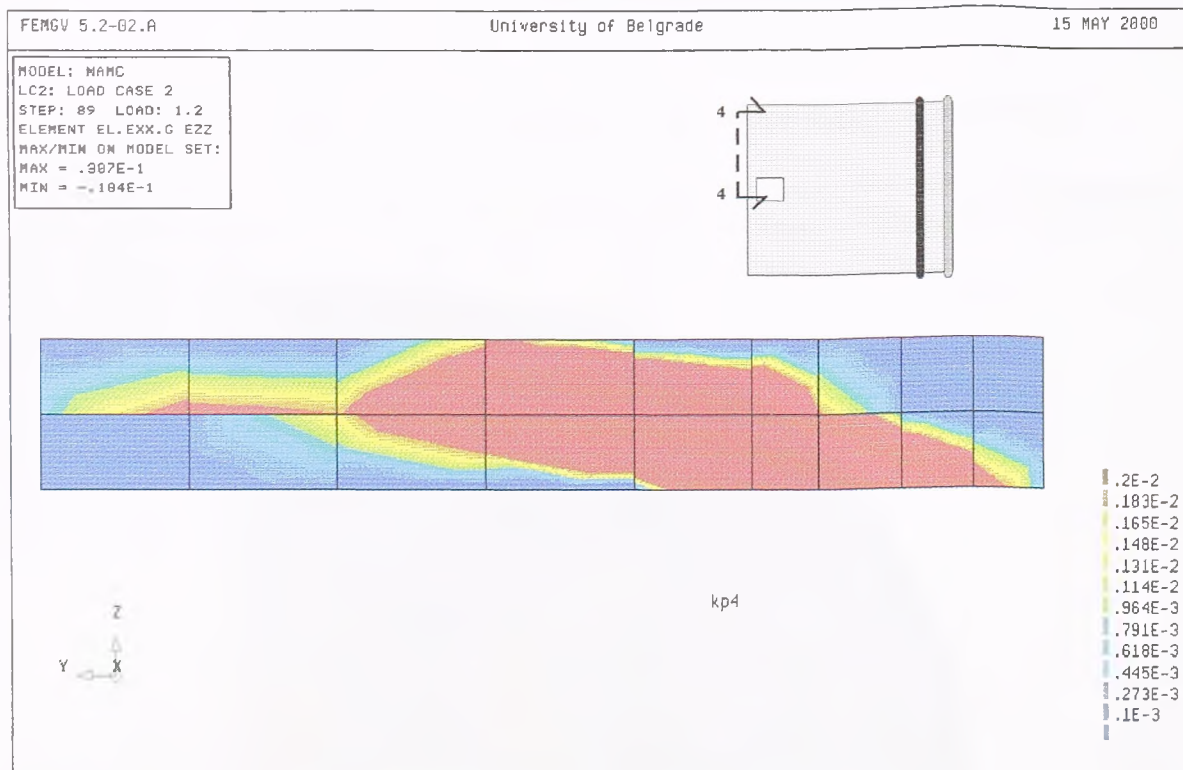 FEMGV 5.2-02.A
University of Belgrade
15 MAY 2000
MODEL: MAMC
LC2: LOAD CASE 2
STEP: 89 LOAD: 1.2
ELEMENT EL.EXX.G EZZ
MAX/MIN ON MODEL SET:
MAX = .307E-1
MIN = -.104E-1
4
4
.2E-2
.183E-2
.165E-2
.148E-2
.131E-2
.114E-2
.964E-3
.791E-3
.618E-3
.445E-3
.273E-3
.1E-3
kp4
Z
Y X